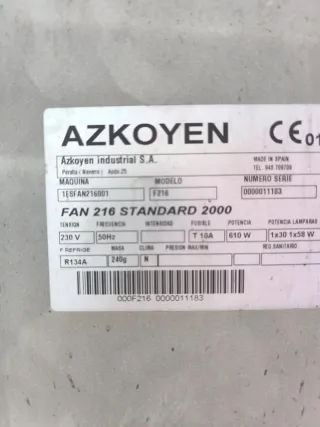 AZKOYEN CE 01
Azkoyen industrial S.A. MADE IN SPAIN
Peralta ( Navarra ) Apdo.25 TEL. 948-709709
MAQUINA MODELO NUMERO SERIE
1ESFAN216001 F216 0000011183
FAN 216 STANDARD 2000
TENSION FRECUENCIA INTENSIDAD FUSIBLE POTENCIA POTENCIA LAMPARAS
230 V 50Hz T 10A 610 W 1x30 1x58 W
F REFRIGE MASA CLIMA PRESION MAX/MIN REG.SANITARIO
R134A 240g N
000F216 0000011183